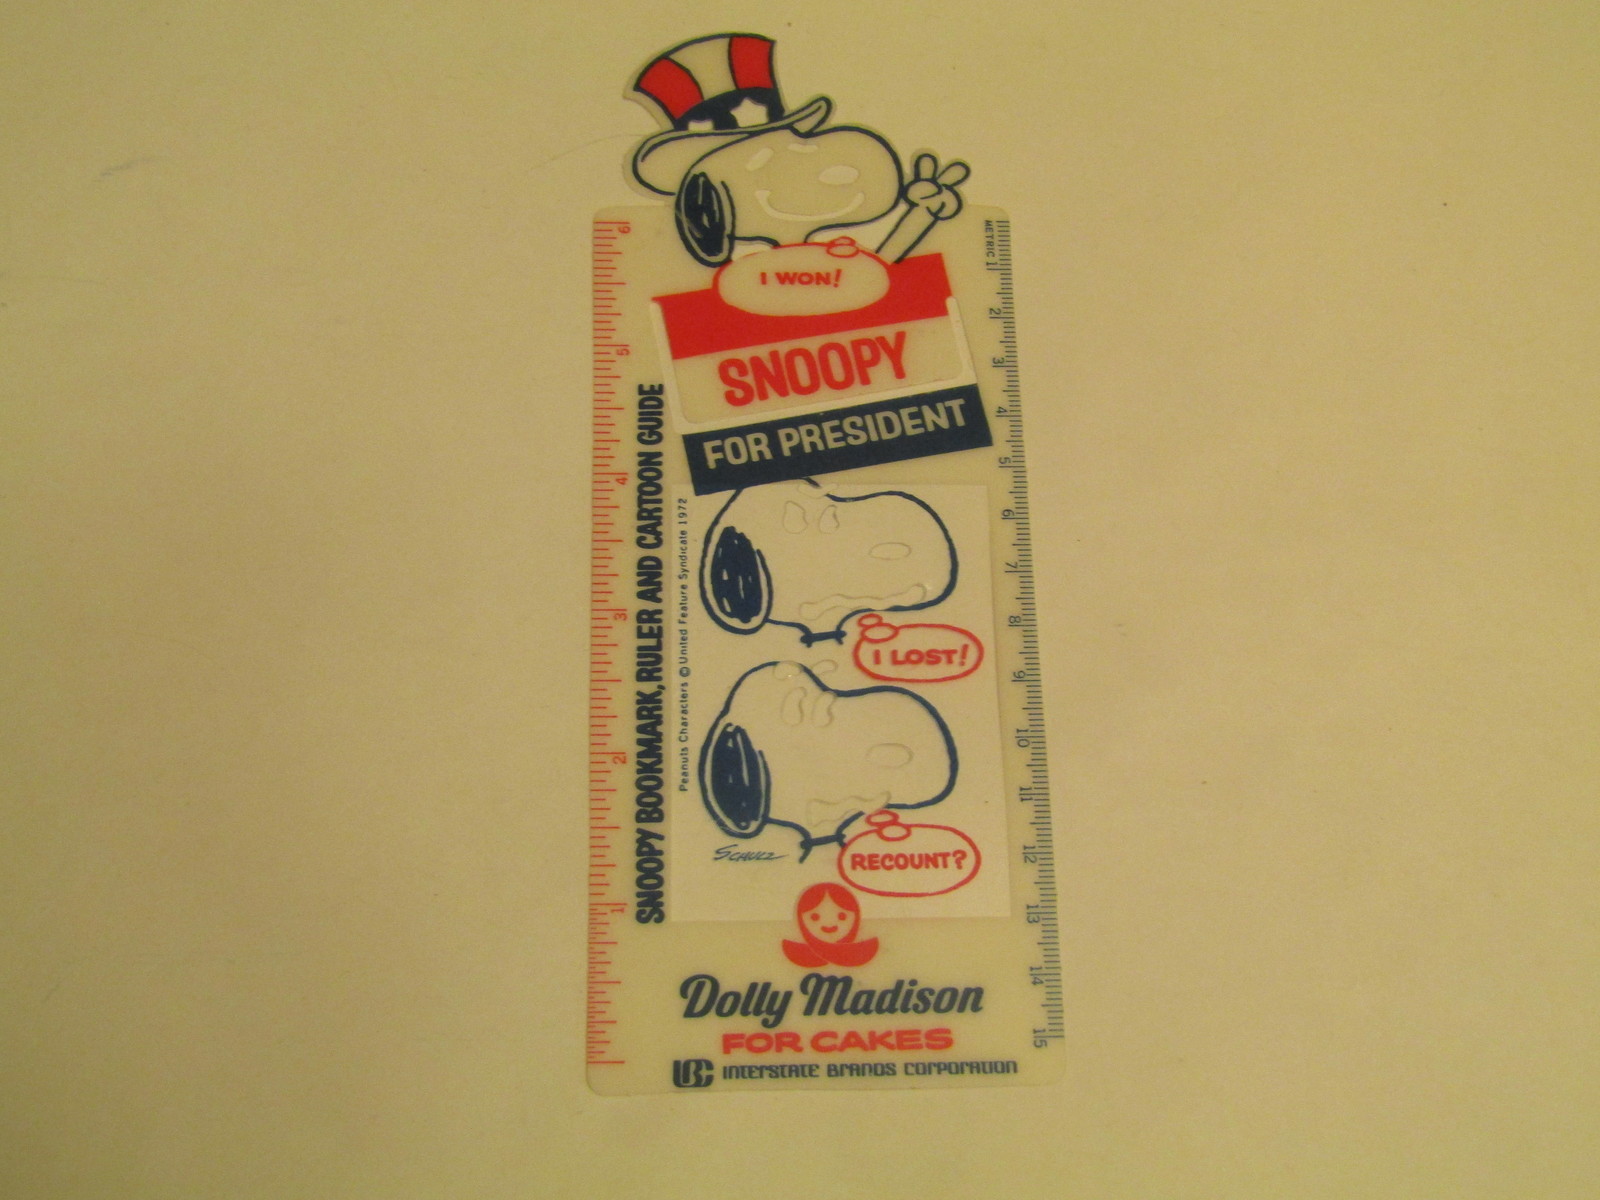 I WON!
SNOOPY
FOR PRESIDENT
SNOOPY BOOKMARK, RULER AND CARTOON GUIDE
Peanuts Characters © United Feature Syndicate 1972
I LOST!
RECOUNT?
SCHULZ
Dolly Madison
FOR CAKES
IBC INTERSTATE BRANDS CORPORATION
6
5
4
3
2
1
METRIC 1
2
3
4
5
6
7
8
9
10
11
12
13
14
15